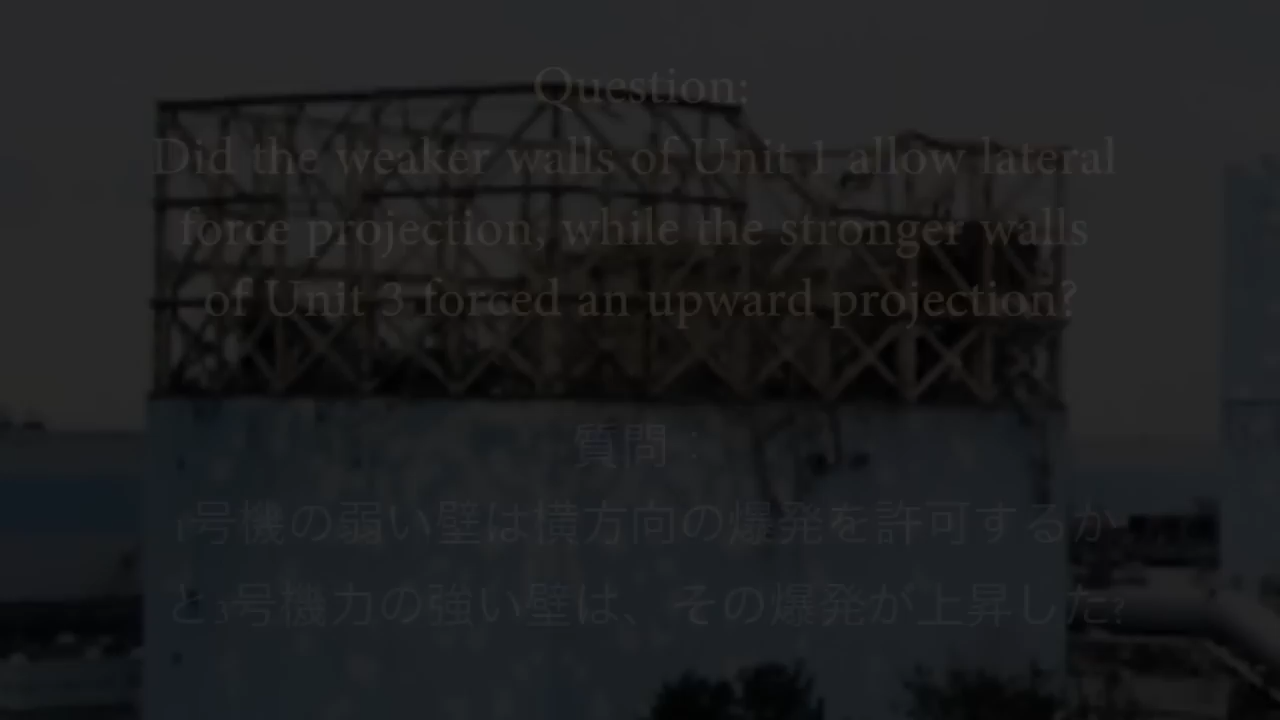 Question:
Did the weaker walls of Unit 1 allow lateral
force projection, while the stronger walls
of Unit 3 forced an upward projection?
質問：
1号機の弱い壁は横方向の爆発を許可するか
と3号機力の強い壁は、その爆発が上昇した?